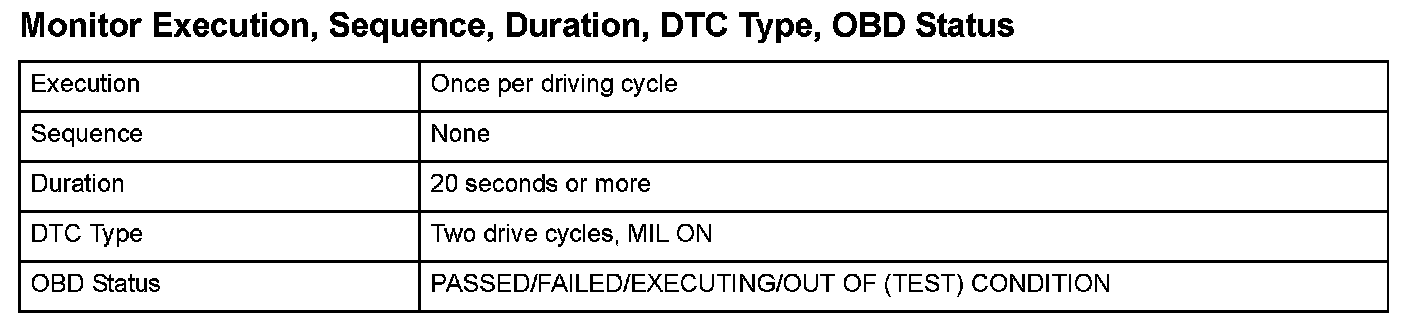 Monitor Execution, Sequence, Duration, DTC Type, OBD Status
Execution Once per driving cycle
Sequence None
Duration 20 seconds or more
DTC Type Two drive cycles, MIL ON
OBD Status PASSED/FAILED/EXECUTING/OUT OF (TEST) CONDITION